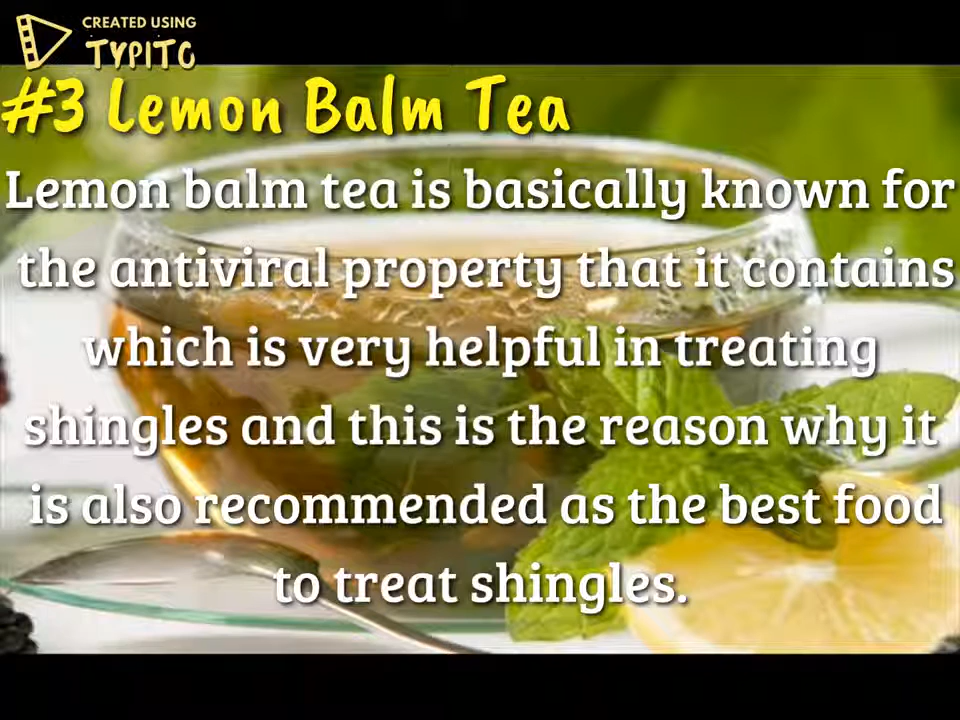 CREATED USING
TYPITO
#3 Lemon Balm Tea
Lemon balm tea is basically known for
the antiviral property that it contains
which is very helpful in treating
shingles and this is the reason why it
is also recommended as the best food
to treat shingles.